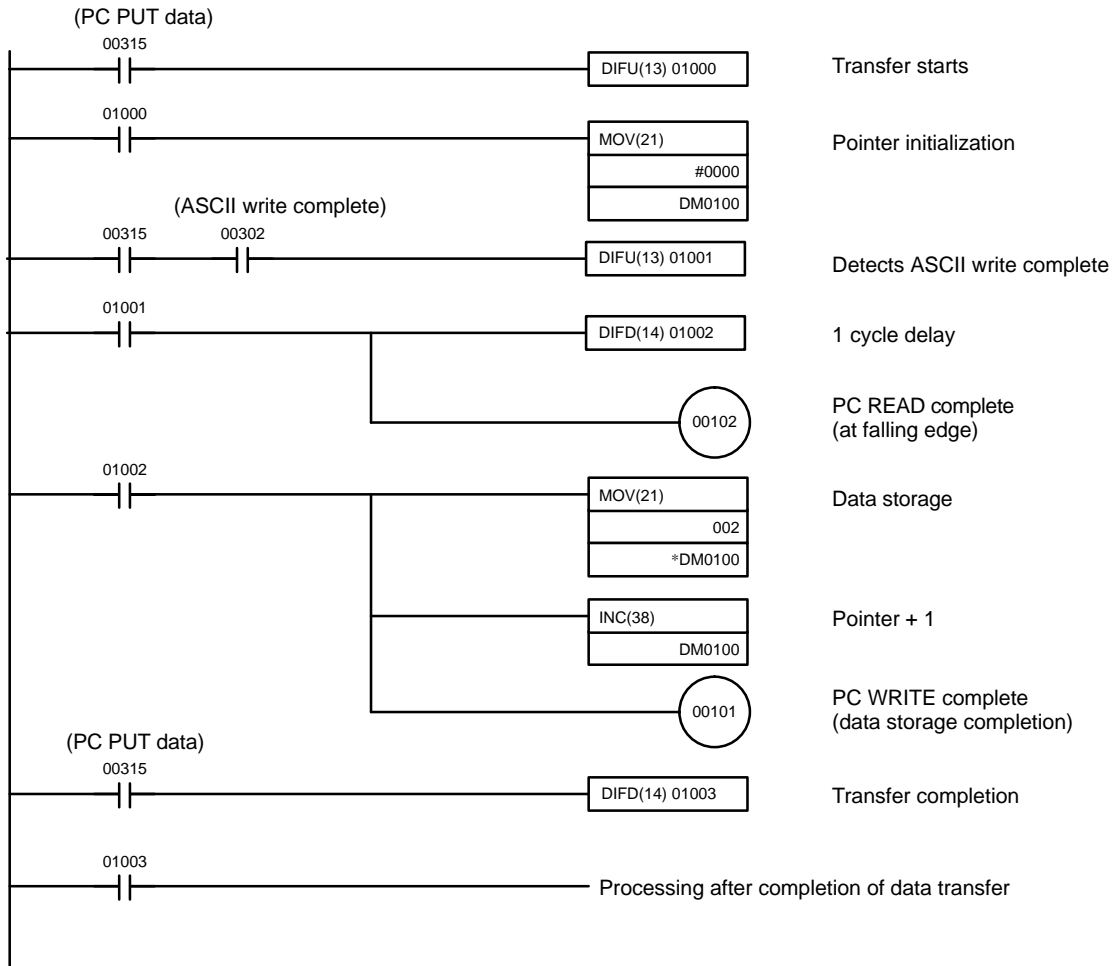 (PC PUT data)
00315
DIFU(13) 01000
Transfer starts
01000
MOV(21)
#0000
DM0100
Pointer initialization
(ASCII write complete)
00315
00302
DIFU(13) 01001
Detects ASCII write complete
01001
DIFD(14) 01002
1 cycle delay
00102
PC READ complete
(at falling edge)
01002
MOV(21)
002
*DM0100
Data storage
INC(38)
DM0100
Pointer + 1
00101
PC WRITE complete
(data storage completion)
(PC PUT data)
00315
DIFD(14) 01003
Transfer completion
01003
Processing after completion of data transfer